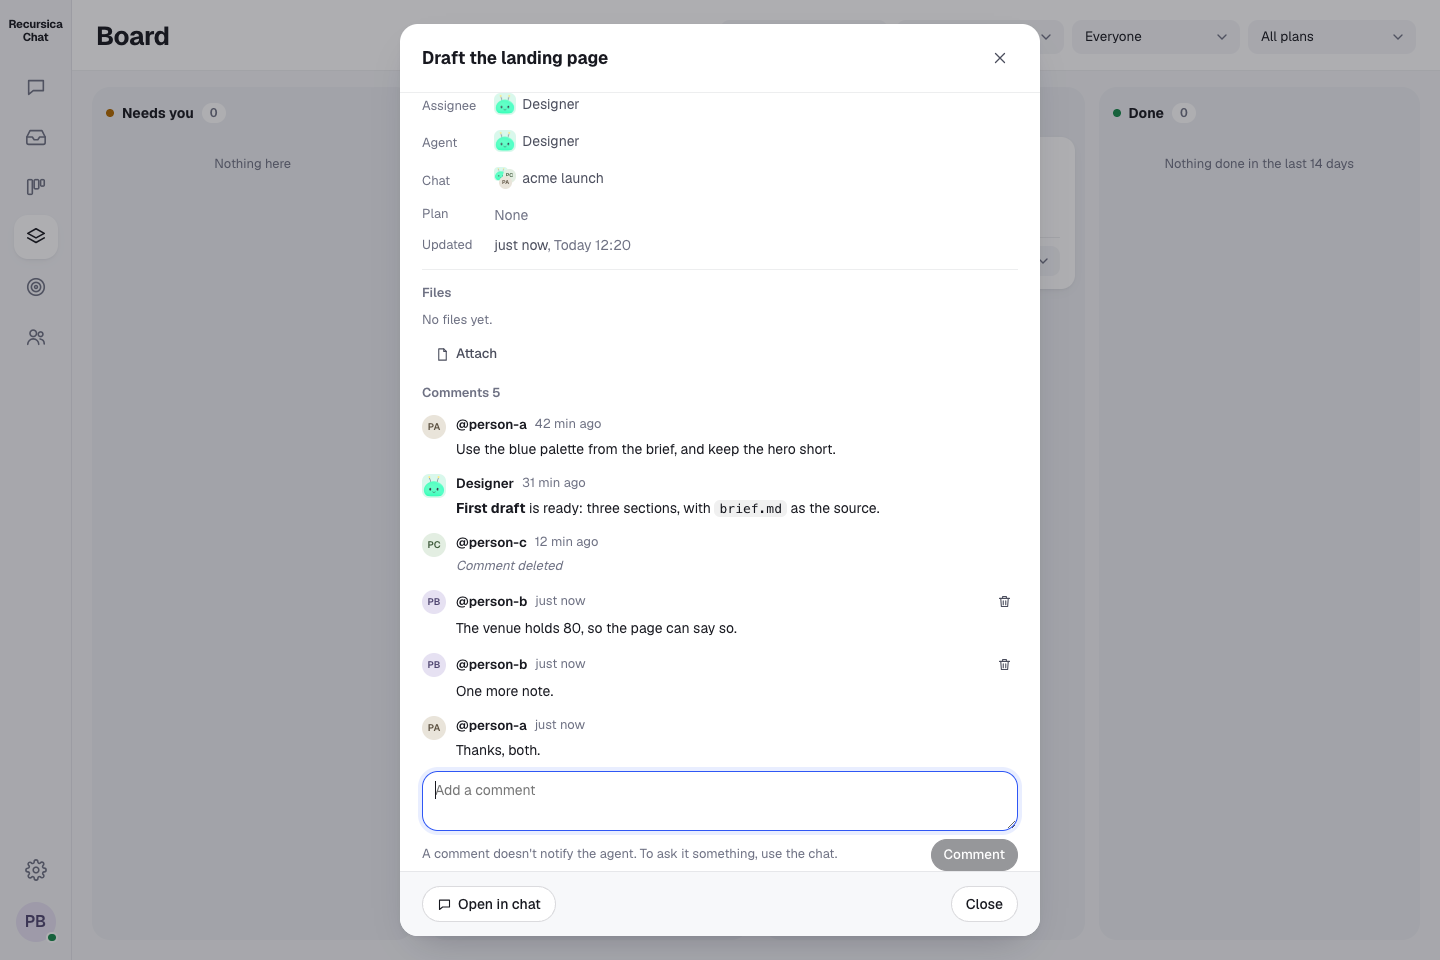 Recursica
Chat
Board
Everyone
All plans
Needs you 0
Nothing here
Done 0
Nothing done in the last 14 days
PB
Draft the landing page
Assignee Designer
Agent Designer
Chat acme launch
Plan None
Updated just now, Today 12:20
Files
No files yet.
Attach
Comments 5
PA @person-a 42 min ago
Use the blue palette from the brief, and keep the hero short.
Designer 31 min ago
First draft is ready: three sections, with brief.md as the source.
PC @person-c 12 min ago
Comment deleted
PB @person-b just now
The venue holds 80, so the page can say so.
PB @person-b just now
One more note.
PA @person-a just now
Thanks, both.
Add a comment
A comment doesn't notify the agent. To ask it something, use the chat.
Comment
Open in chat
Close